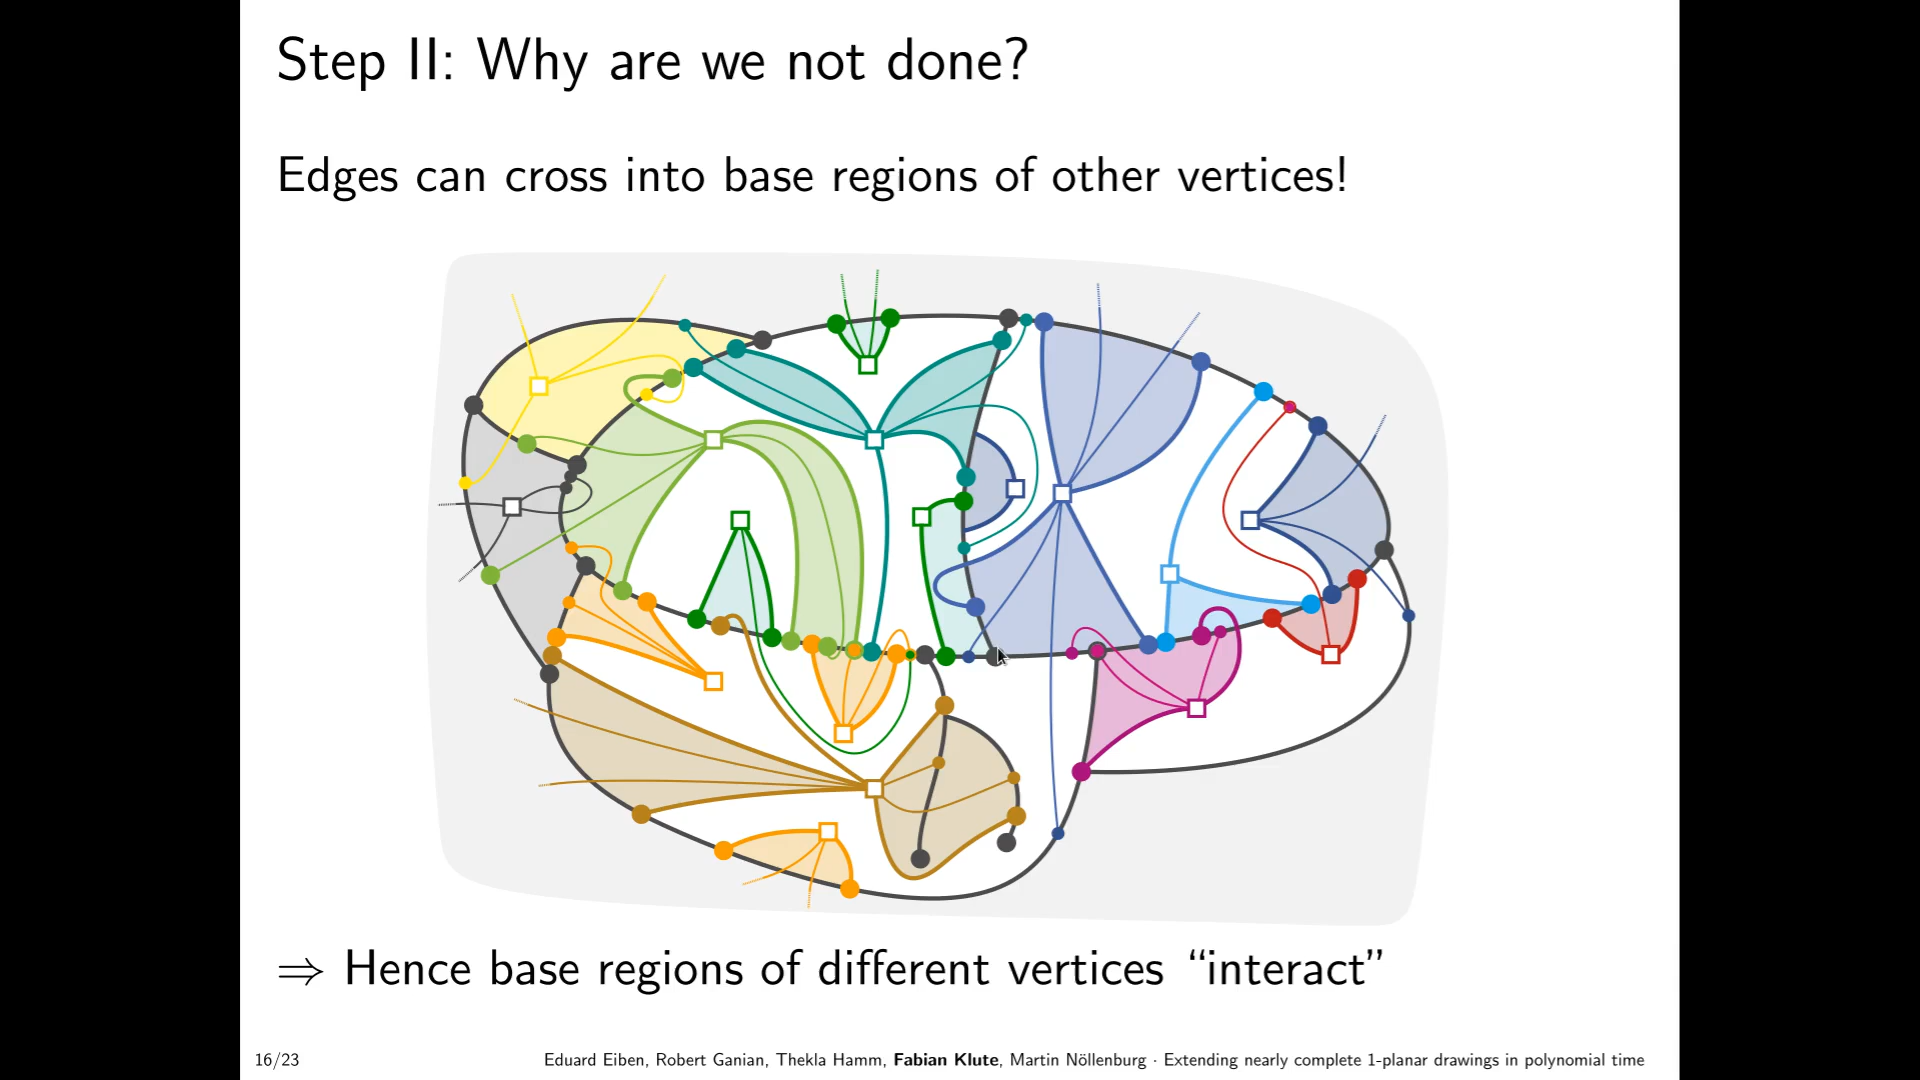 Step II: Why are we not done?
Edges can cross into base regions of other vertices!
⇒ Hence base regions of different vertices “interact”
16/23
Eduard Eiben, Robert Ganian, Thekla Hamm, Fabian Klute, Martin Nöllenburg · Extending nearly complete 1-planar drawings in polynomial time